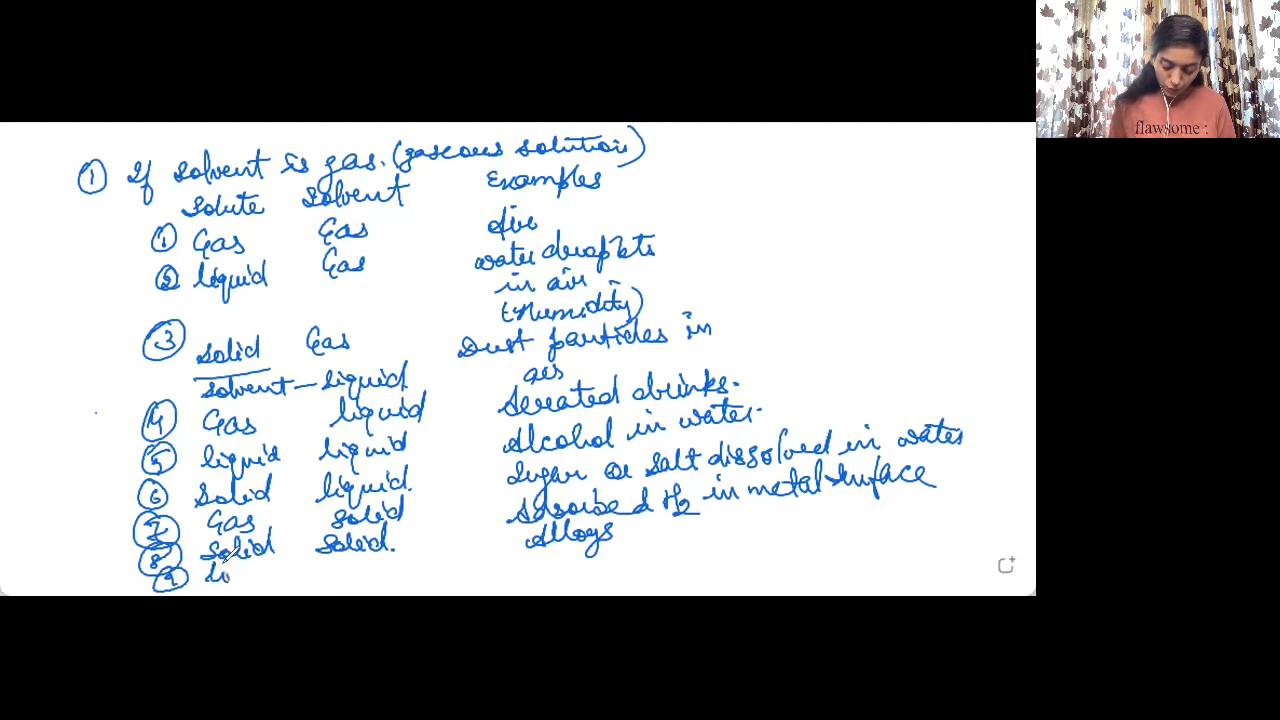 ① If solvent is gas. (gaseous solution)
Solute Solvent Examples
① Gas Gas Air
② liquid Gas water droplets
in air
(Humidity)
③ Solid Gas Dust particles in
air
solvent – liquid
④ Gas liquid Aerated drinks.
⑤ liquid liquid Alcohol in water.
⑥ Solid liquid. Sugar or salt dissolved in water
⑦ Gas solid Adsorbed H2 in metal surface
⑧ Solid Solid. Alloys
⑨ li
flawsome :